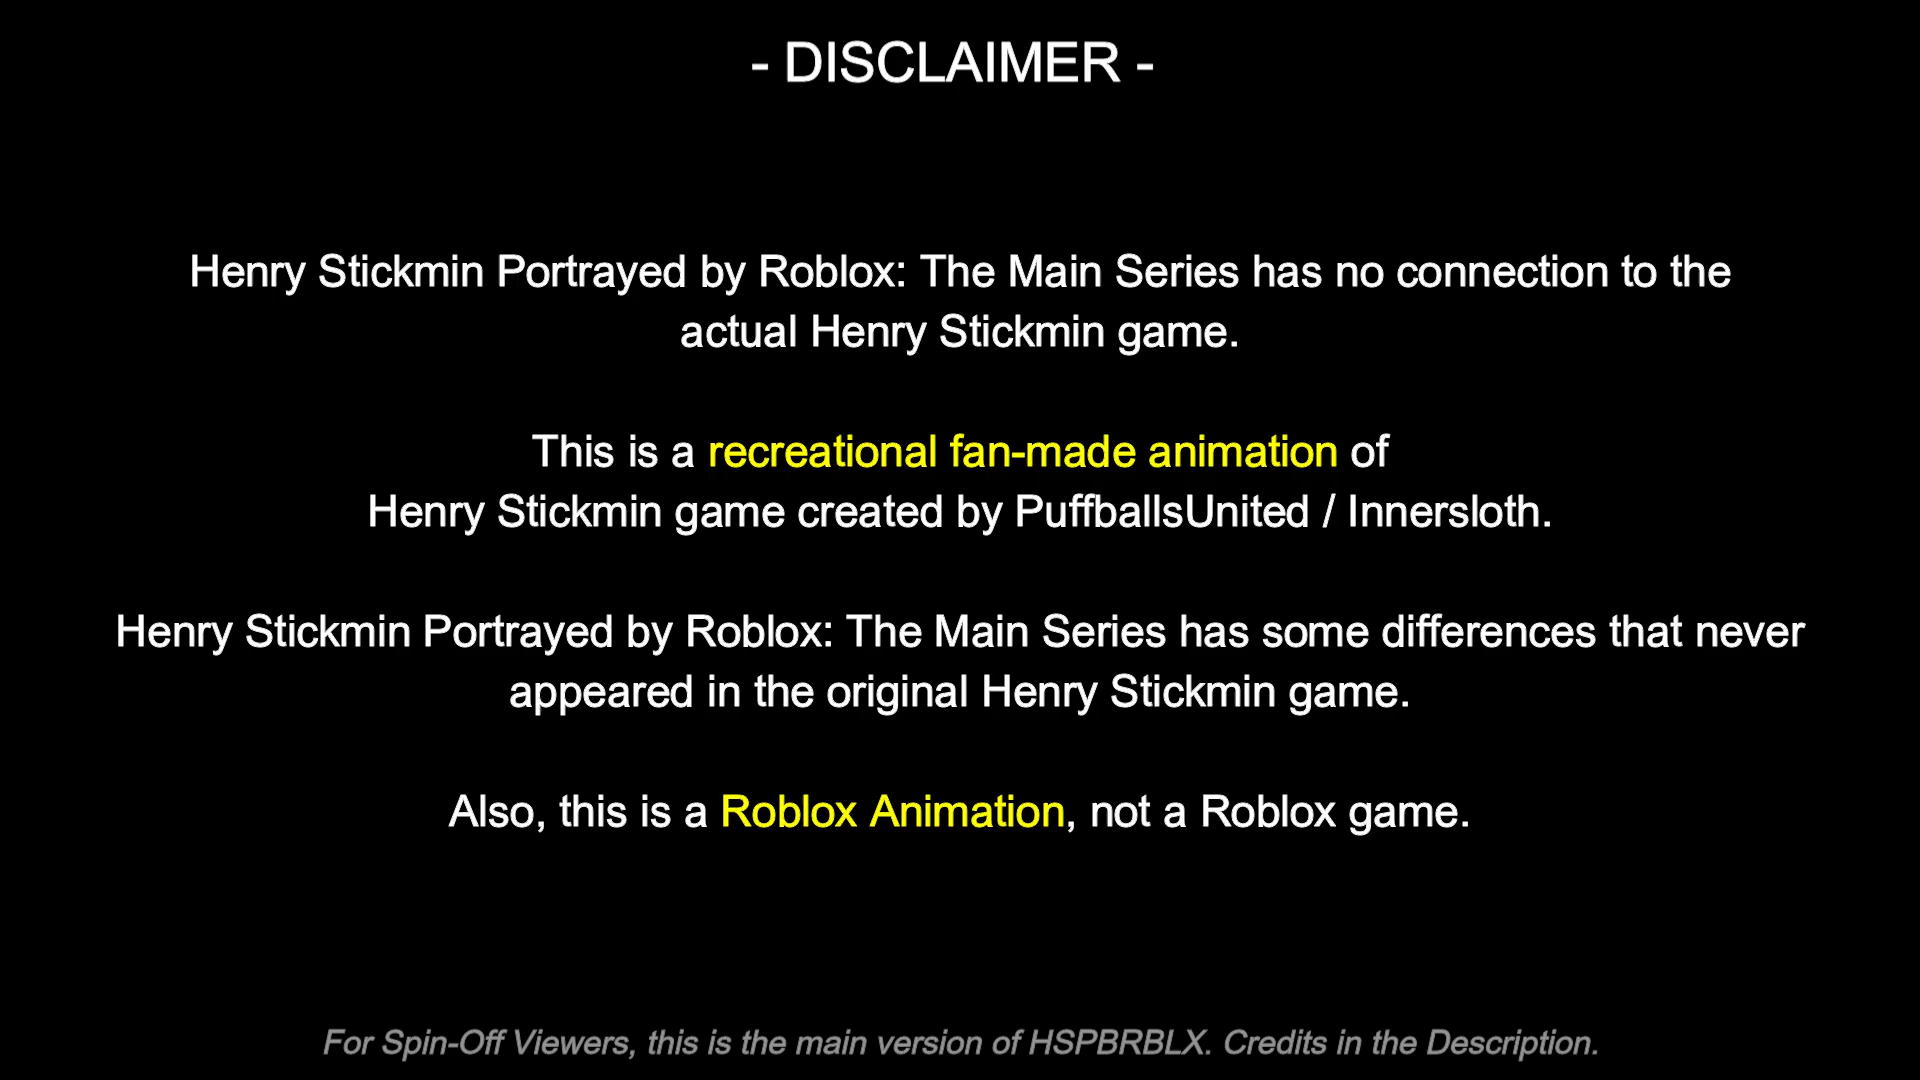 - DISCLAIMER -
Henry Stickmin Portrayed by Roblox: The Main Series has no connection to the
actual Henry Stickmin game.
This is a recreational fan-made animation of
Henry Stickmin game created by PuffballsUnited / Innersloth.
Henry Stickmin Portrayed by Roblox: The Main Series has some differences that never
appeared in the original Henry Stickmin game.
Also, this is a Roblox Animation, not a Roblox game.
For Spin-Off Viewers, this is the main version of HSPBRBLX. Credits in the Description.